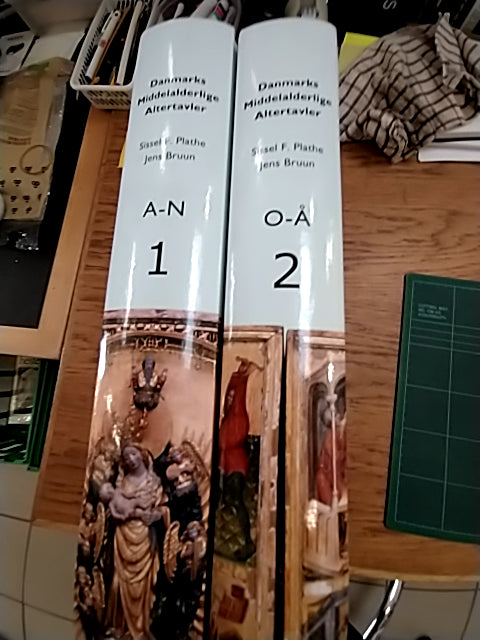 Danmarks
Middelalderlige
Altertavler
Sissel F. Plathe
Jens Bruun
A-N
1
Danmarks
Middelalderlige
Altertavler
Sissel F. Plathe
Jens Bruun
O-Å
2